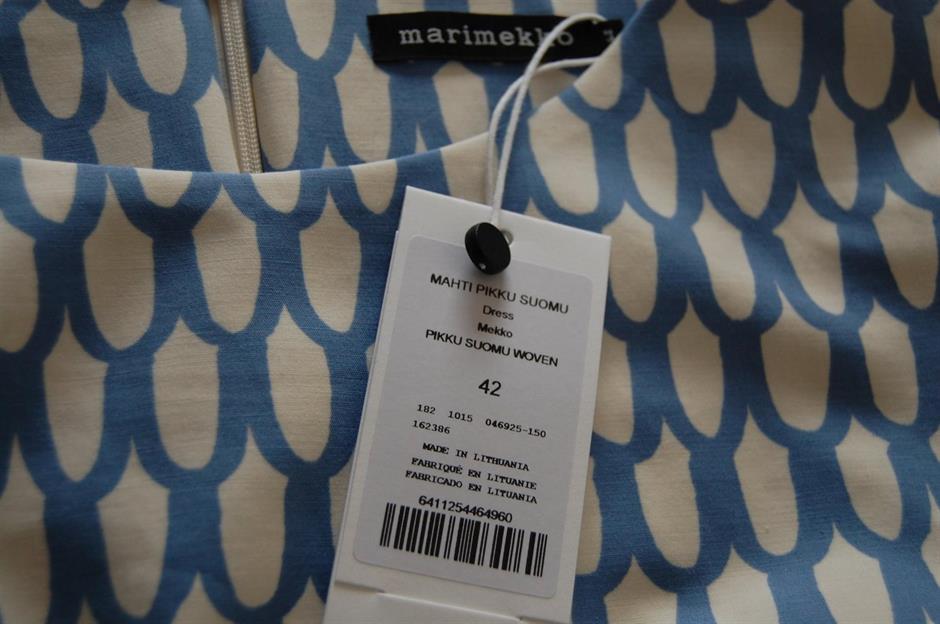 marimekko
MAHTI PIKKU SUOMU
Dress
Mekko
PIKKU SUOMU WOVEN
42
182 1015 046925-150
162386
MADE IN LITHUANIA
FABRIQUÉ EN LITUANIE
FABRICADO EN LITUANIA
6411254464960